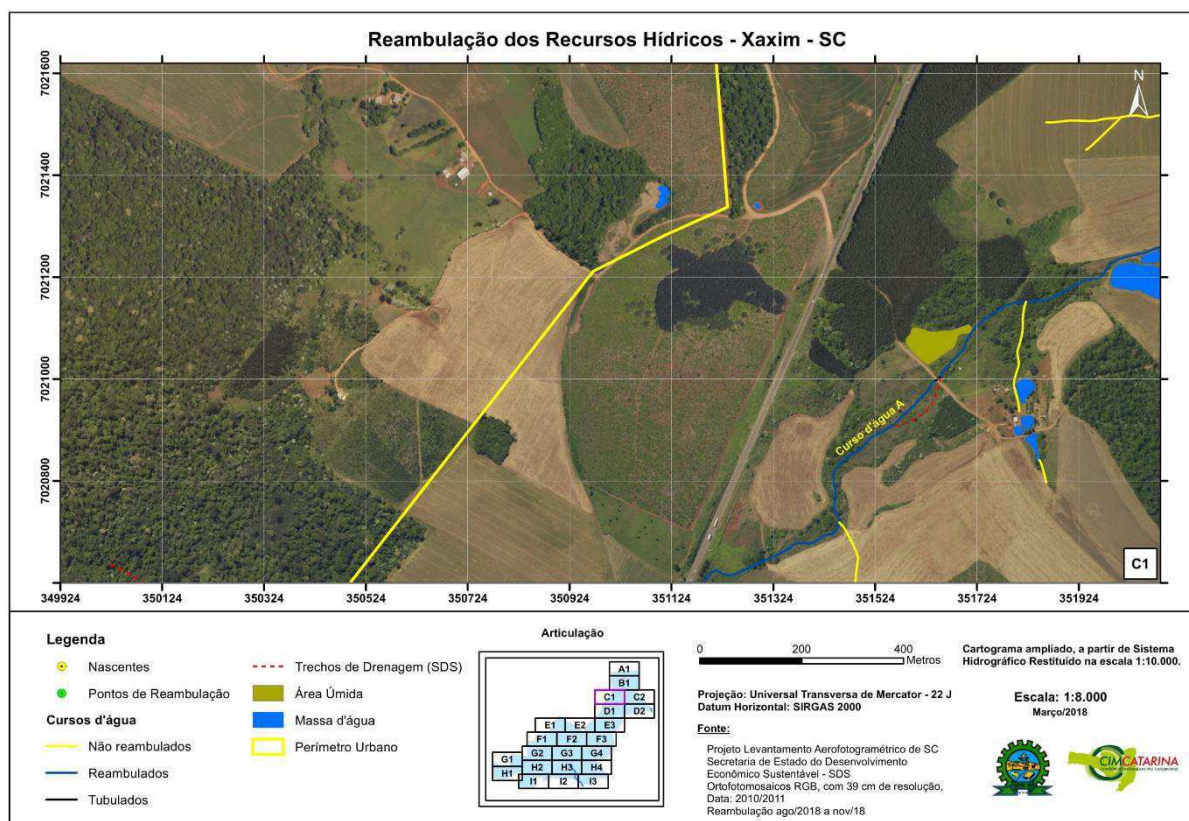 Reambulação dos Recursos Hídricos - Xaxim - SC
N
7021600
7021400
7021200
7021000
7020800
Curso d'água A
C1
349924 350124 350324 350524 350724 350924 351124 351324 351524 351724 351924
Legenda
Nascentes
Pontos de Reambulação
Cursos d'água
Não reambulados
Reambulados
Tubulados
Trechos de Drenagem (SDS)
Área Úmida
Massa d'água
Perímetro Urbano
Articulação
A1
B1
C1 C2
D1 D2
E1 E2 E3
F1 F2 F3
G1 G2 G3 G4
H1 H2 H3 H4
I1 I2 I3
0 200 400
Metros
Projeção: Universal Transversa de Mercator - 22 J
Datum Horizontal: SIRGAS 2000
Fonte:
Projeto Levantamento Aerofotogramétrico de SC
Secretaria de Estado do Desenvolvimento
Econômico Sustentável - SDS
Ortofotomosaicos RGB, com 39 cm de resolução,
Data: 2010/2011
Reambulação ago/2018 a nov/18
Cartograma ampliado, a partir de Sistema
Hidrográfico Restituído na escala 1:10.000.
Escala: 1:8.000
Março/2018
CIMCATARINA